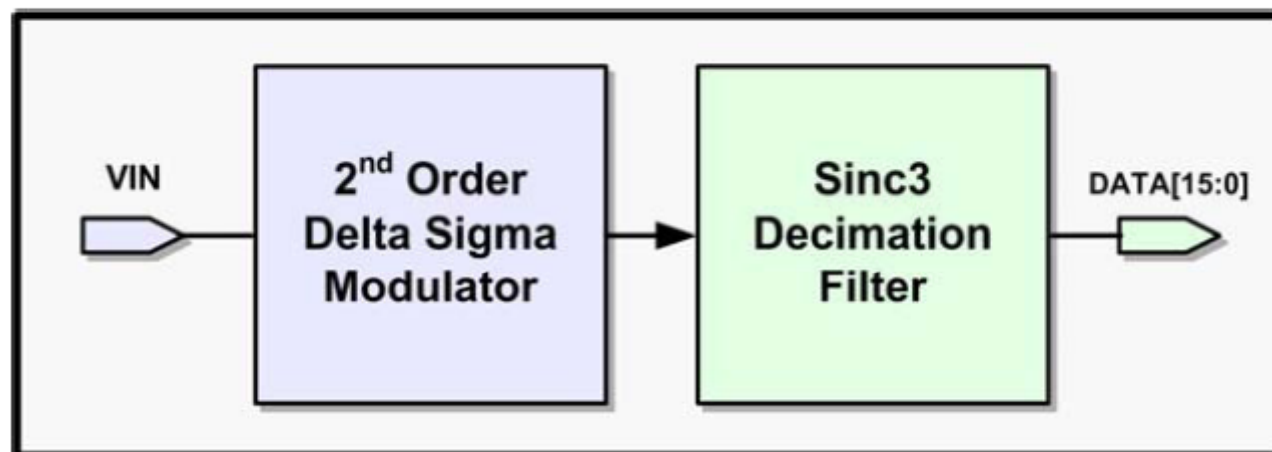 VIN
2nd Order
Delta Sigma
Modulator
Sinc3
Decimation
Filter
DATA[15:0]